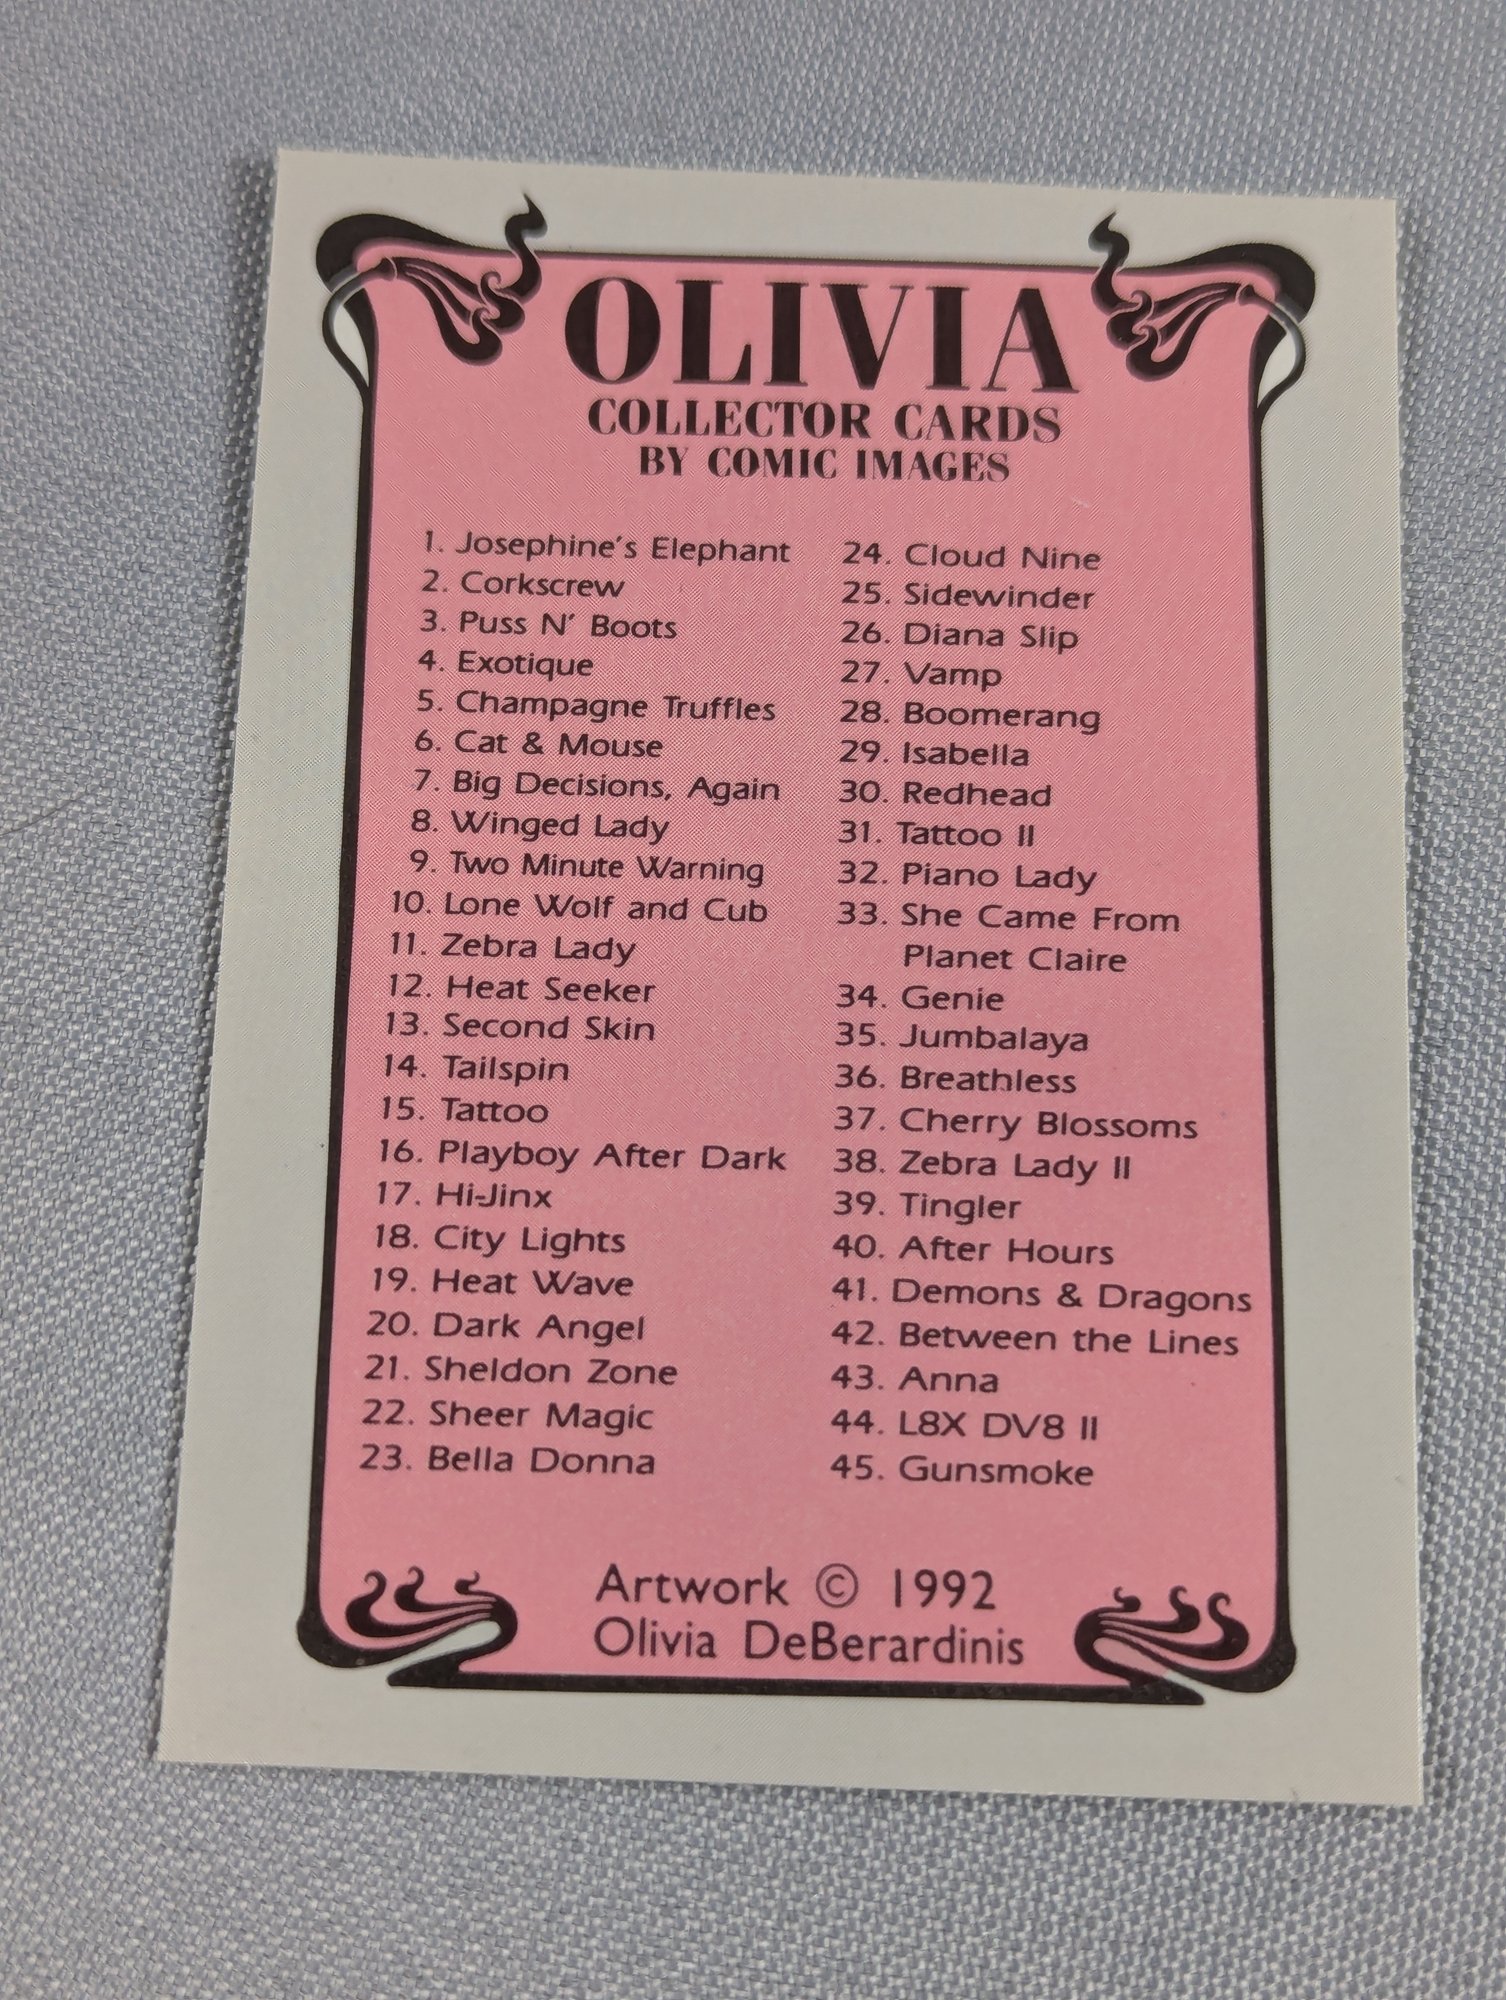 OLIVIA
COLLECTOR CARDS
BY COMIC IMAGES
1. Josephine's Elephant
2. Corkscrew
3. Puss N' Boots
4. Exotique
5. Champagne Truffles
6. Cat & Mouse
7. Big Decisions, Again
8. Winged Lady
9. Two Minute Warning
10. Lone Wolf and Cub
11. Zebra Lady
12. Heat Seeker
13. Second Skin
14. Tailspin
15. Tattoo
16. Playboy After Dark
17. Hi-Jinx
18. City Lights
19. Heat Wave
20. Dark Angel
21. Sheldon Zone
22. Sheer Magic
23. Bella Donna
24. Cloud Nine
25. Sidewinder
26. Diana Slip
27. Vamp
28. Boomerang
29. Isabella
30. Redhead
31. Tattoo II
32. Piano Lady
33. She Came From
Planet Claire
34. Genie
35. Jumbalaya
36. Breathless
37. Cherry Blossoms
38. Zebra Lady II
39. Tingler
40. After Hours
41. Demons & Dragons
42. Between the Lines
43. Anna
44. L8X DV8 II
45. Gunsmoke
Artwork © 1992
Olivia DeBerardinis